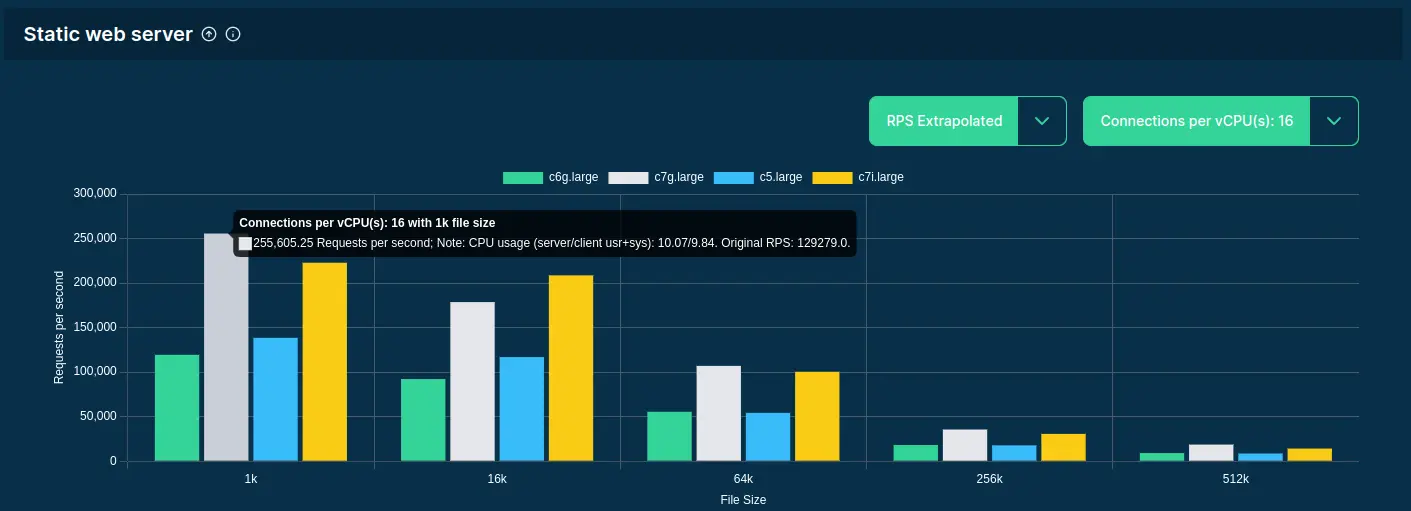 Static web server
RPS Extrapolated
Connections per vCPU(s): 16
c6g.large c7g.large c5.large c7i.large
300,000
Connections per vCPU(s): 16 with 1k file size
250,000
255,605.25 Requests per second; Note: CPU usage (server/client usr+sys): 10.07/9.84. Original RPS: 129279.0.
200,000
150,000
100,000
50,000
0
Requests per second
1k 16k 64k 256k 512k
File Size